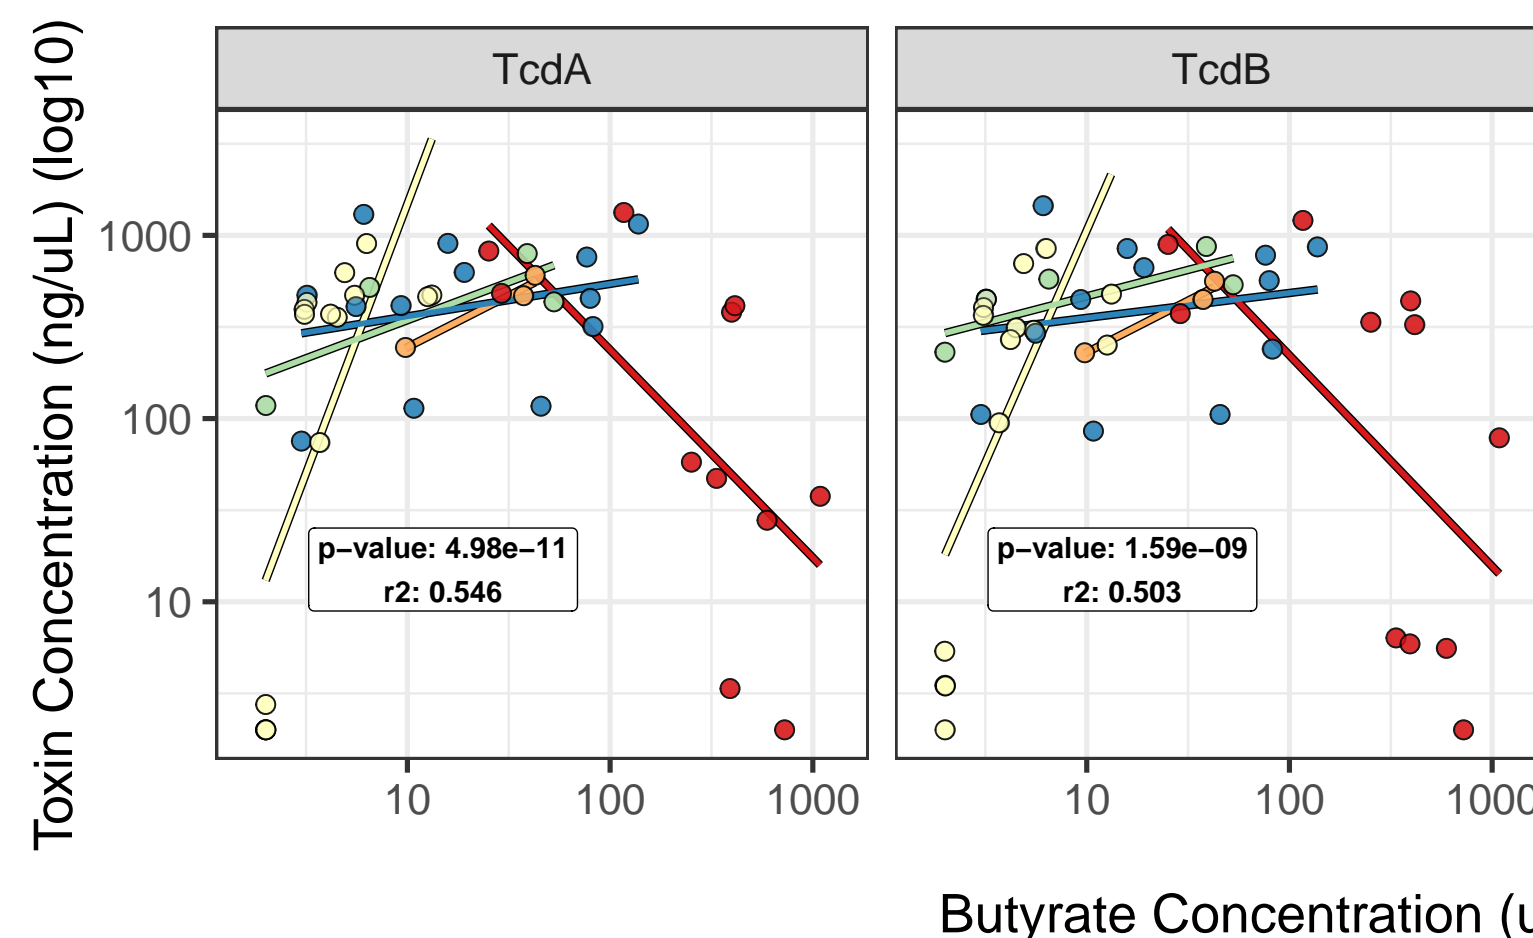 Toxin Concentration (ng/uL) (log10)
TcdA
TcdB
1000
100
10
p−value: 4.98e−11
r2: 0.546
p−value: 1.59e−09
r2: 0.503
10 100 1000
10 100 1000
Butyrate Concentration (u